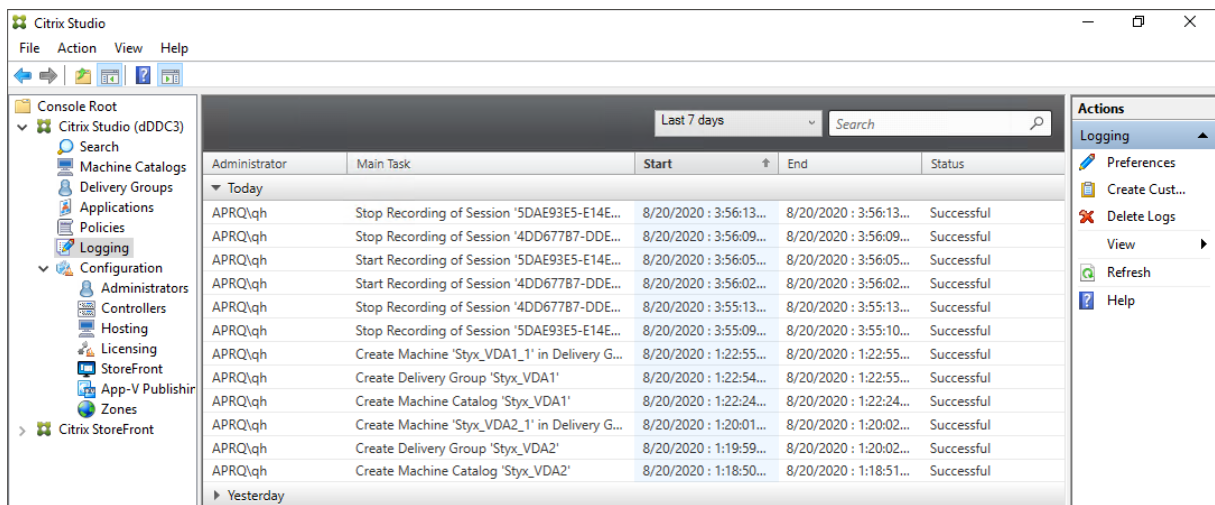 Citrix Studio
File Action View Help
Console Root
Citrix Studio (dDDC3)
Search
Machine Catalogs
Delivery Groups
Applications
Policies
Logging
Configuration
Administrators
Controllers
Hosting
Licensing
StoreFront
App-V Publishin
Zones
Citrix StoreFront
Last 7 days Search
Administrator Main Task Start End Status
Today
APRQ\qh Stop Recording of Session '5DAE93E5-E14E... 8/20/2020 : 3:56:13... 8/20/2020 : 3:56:13... Successful
APRQ\qh Stop Recording of Session '4DD677B7-DDE... 8/20/2020 : 3:56:09... 8/20/2020 : 3:56:09... Successful
APRQ\qh Start Recording of Session '5DAE93E5-E14E... 8/20/2020 : 3:56:05... 8/20/2020 : 3:56:05... Successful
APRQ\qh Start Recording of Session '4DD677B7-DDE... 8/20/2020 : 3:56:02... 8/20/2020 : 3:56:02... Successful
APRQ\qh Stop Recording of Session '4DD677B7-DDE... 8/20/2020 : 3:55:13... 8/20/2020 : 3:55:13... Successful
APRQ\qh Stop Recording of Session '5DAE93E5-E14E... 8/20/2020 : 3:55:09... 8/20/2020 : 3:55:10... Successful
APRQ\qh Create Machine 'Styx_VDA1_1' in Delivery G... 8/20/2020 : 1:22:55... 8/20/2020 : 1:22:55... Successful
APRQ\qh Create Delivery Group 'Styx_VDA1' 8/20/2020 : 1:22:54... 8/20/2020 : 1:22:55... Successful
APRQ\qh Create Machine Catalog 'Styx_VDA1' 8/20/2020 : 1:22:24... 8/20/2020 : 1:22:24... Successful
APRQ\qh Create Machine 'Styx_VDA2_1' in Delivery G... 8/20/2020 : 1:20:01... 8/20/2020 : 1:20:02... Successful
APRQ\qh Create Delivery Group 'Styx_VDA2' 8/20/2020 : 1:19:59... 8/20/2020 : 1:20:02... Successful
APRQ\qh Create Machine Catalog 'Styx_VDA2' 8/20/2020 : 1:18:50... 8/20/2020 : 1:18:51... Successful
Yesterday
Actions
Logging
Preferences
Create Cust...
Delete Logs
View
Refresh
Help